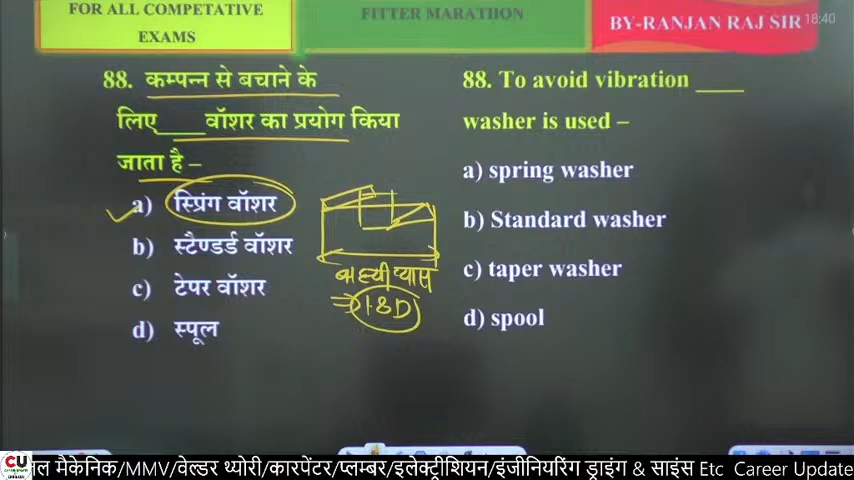 FOR ALL COMPETATIVE
EXAMS
FITTER MARATHON
BY-RANJAN RAJ SIR
18:40
88. कम्पन्न से बचाने के
लिए____वॉशर का प्रयोग किया
जाता है –
a) स्प्रिंग वॉशर
b) स्टैण्डर्ड वॉशर
c) टेपर वॉशर
d) स्पूल
बाह्यी व्यास
1.8D
88. To avoid vibration ____
washer is used –
a) spring washer
b) Standard washer
c) taper washer
d) spool
CU
मैकेनिक/MMV/वेल्डर थ्योरी/कारपेंटर/प्लम्बर/इलेक्ट्रीशियन/इंजीनियरिंग ड्राइंग & साइंस Etc Career Update